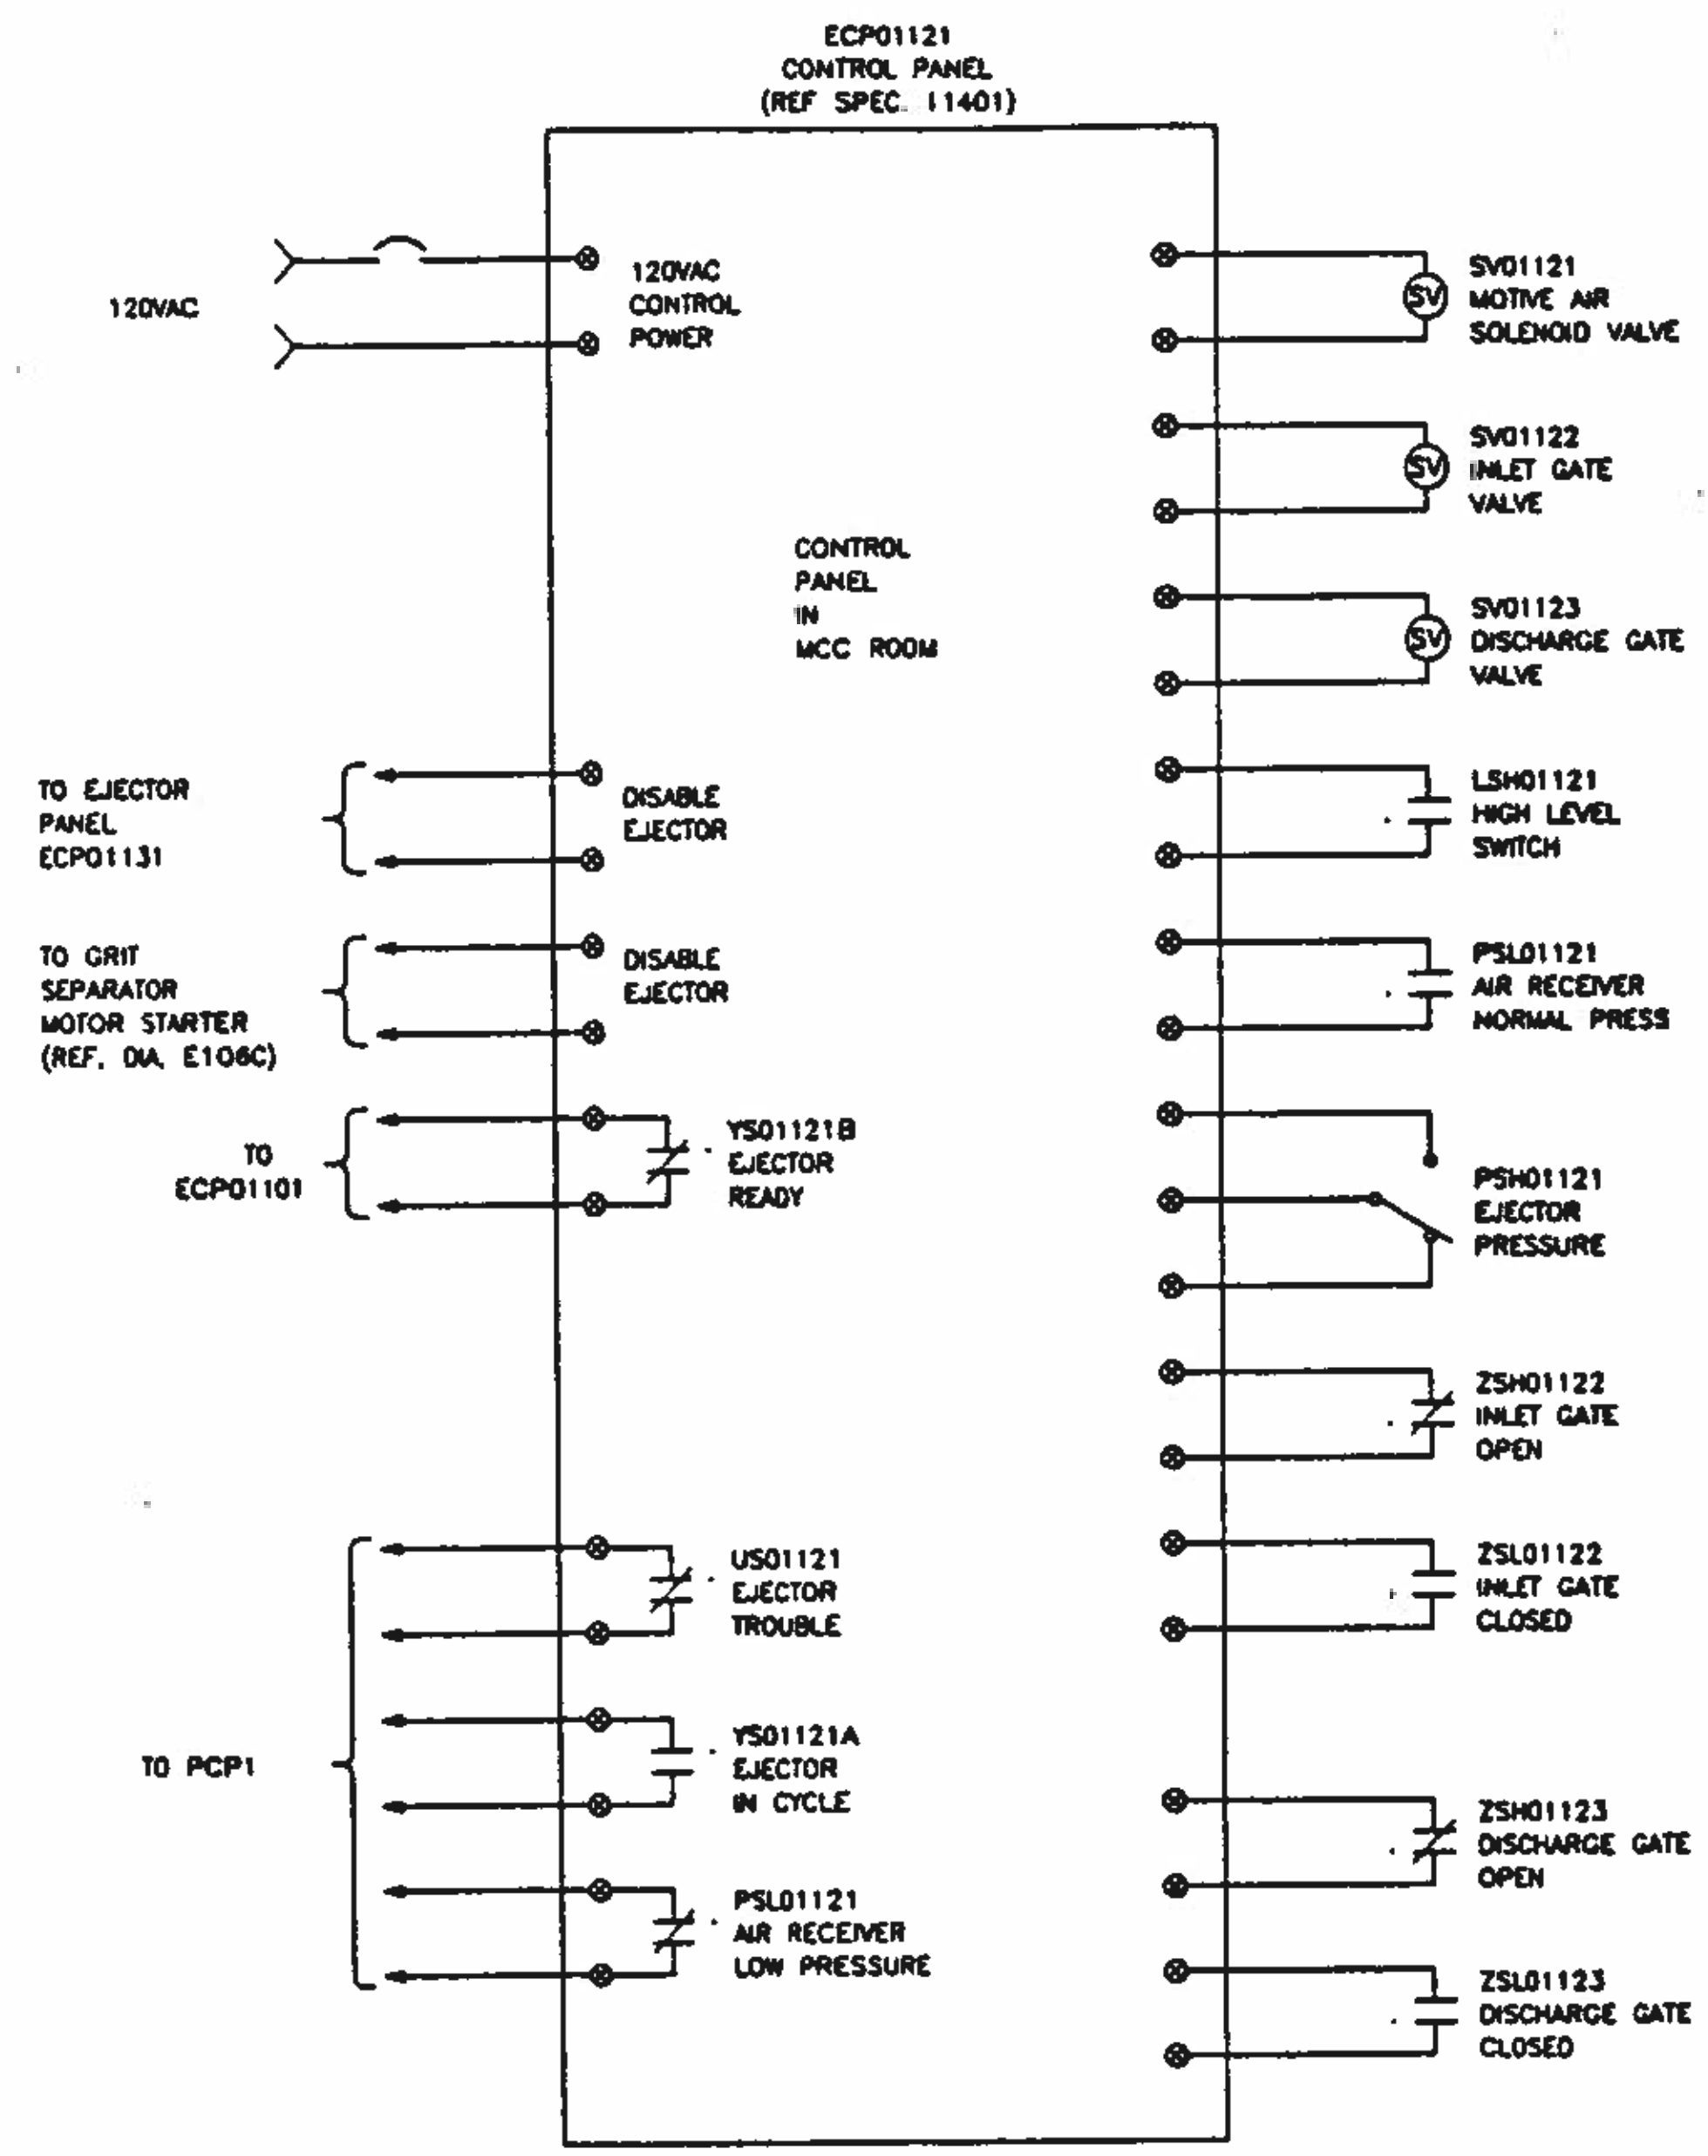 ECP01121
CONTROL PANEL
(REF SPEC. 11401)
120VAC
120VAC
CONTROL
POWER
CONTROL
PANEL
IN
MCC ROOM
TO EJECTOR
PANEL
ECP01131
DISABLE
EJECTOR
TO GRIT
SEPARATOR
MOTOR STARTER
(REF. DIA. E106C)
DISABLE
EJECTOR
TO
ECP01101
YS01121B
EJECTOR
READY
TO PCP1
US01121
EJECTOR
TROUBLE
YS01121A
EJECTOR
IN CYCLE
PSL01121
AIR RECEIVER
LOW PRESSURE
SV
SV01121
MOTIVE AIR
SOLENOID VALVE
SV
SV01122
INLET GATE
VALVE
SV
SV01123
DISCHARGE GATE
VALVE
LSH01121
HIGH LEVEL
SWITCH
PSL01121
AIR RECEIVER
NORMAL PRESS
PSH01121
EJECTOR
PRESSURE
ZSH01122
INLET GATE
OPEN
ZSL01122
INLET GATE
CLOSED
ZSH01123
DISCHARGE GATE
OPEN
ZSL01123
DISCHARGE GATE
CLOSED